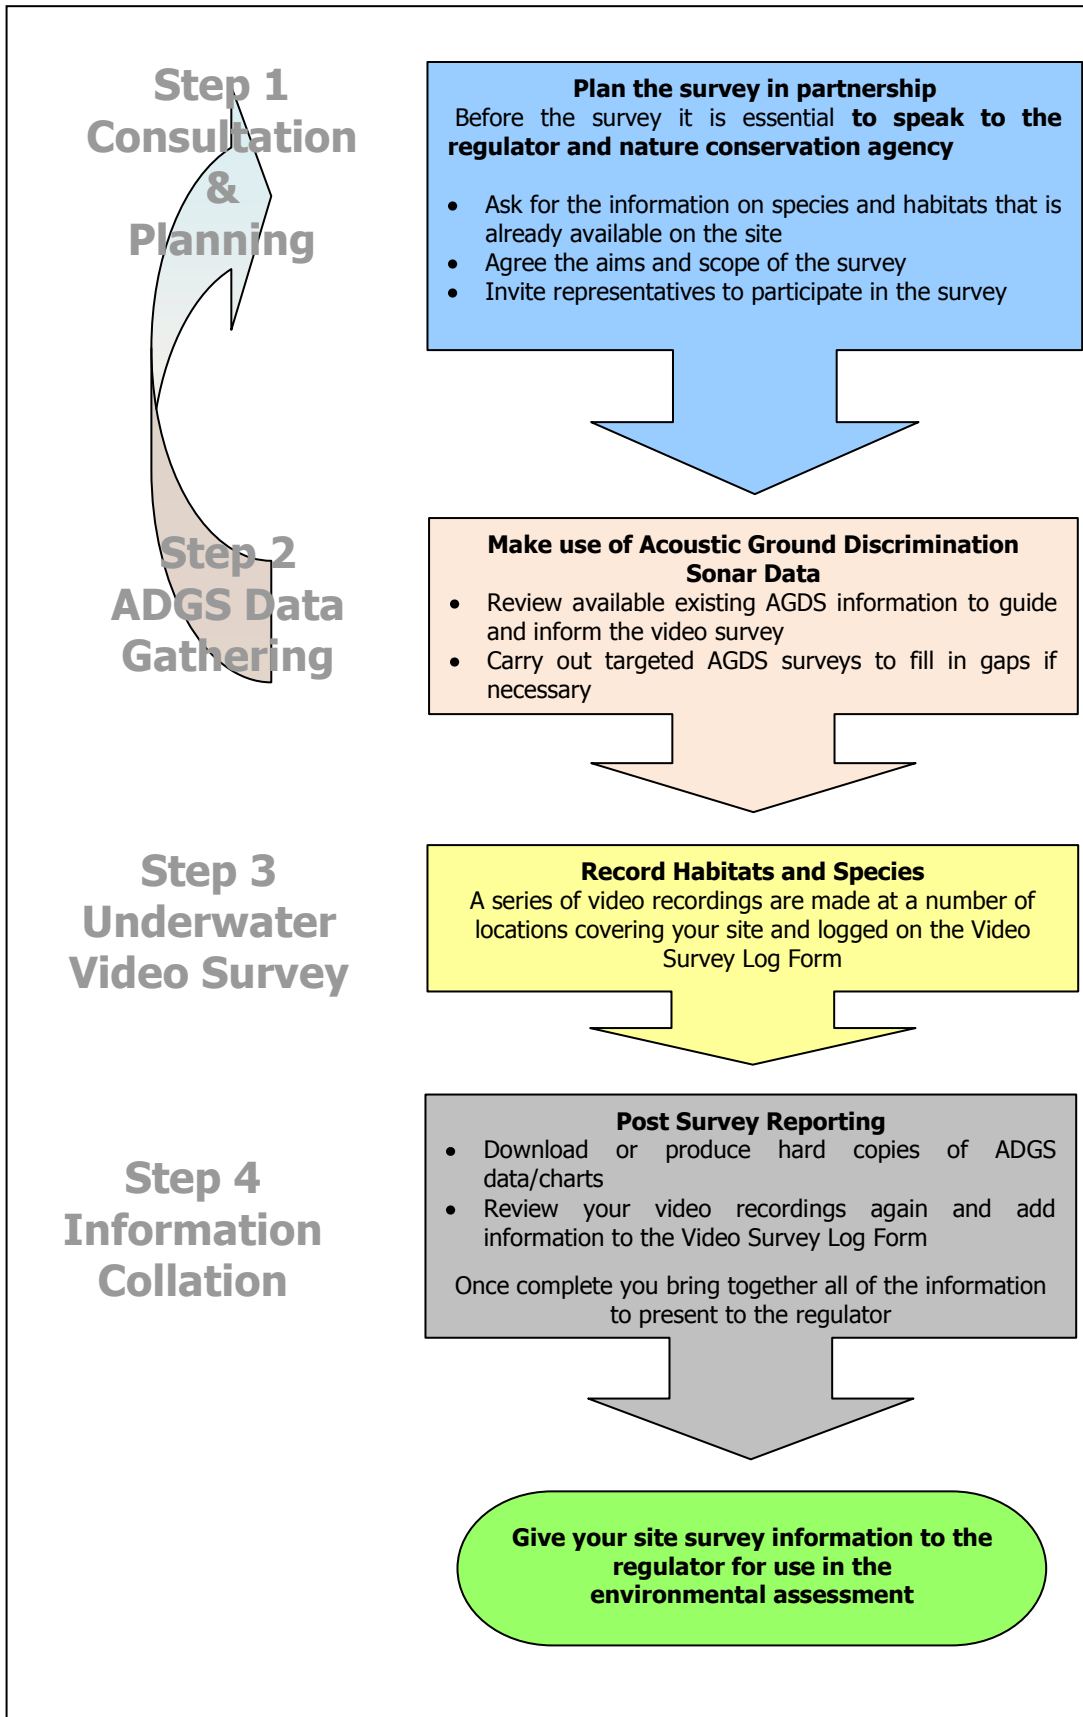 Step 1
Consultation
&
Planning
Plan the survey in partnership
Before the survey it is essential to speak to the
regulator and nature conservation agency
• Ask for the information on species and habitats that is
already available on the site
• Agree the aims and scope of the survey
• Invite representatives to participate in the survey
Step 2
ADGS Data
Gathering
Make use of Acoustic Ground Discrimination
Sonar Data
• Review available existing AGDS information to guide
and inform the video survey
• Carry out targeted AGDS surveys to fill in gaps if
necessary
Step 3
Underwater
Video Survey
Record Habitats and Species
A series of video recordings are made at a number of
locations covering your site and logged on the Video
Survey Log Form
Step 4
Information
Collation
Post Survey Reporting
• Download or produce hard copies of ADGS
data/charts
• Review your video recordings again and add
information to the Video Survey Log Form
Once complete you bring together all of the information
to present to the regulator
Give your site survey information to the
regulator for use in the
environmental assessment